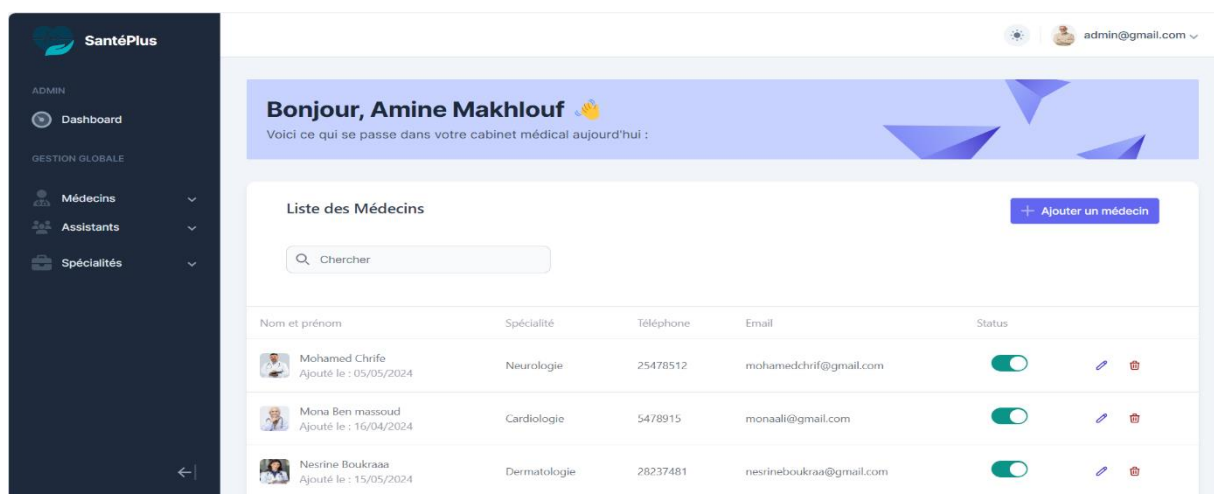 SantéPlus
admin@gmail.com
ADMIN
Dashboard
GESTION GLOBALE
Médecins
Assistants
Spécialités
Bonjour, Amine Makhlouf 👋
Voici ce qui se passe dans votre cabinet médical aujourd'hui :
Liste des Médecins
Ajouter un médecin
Chercher
Nom et prénom Spécialité Téléphone Email Status
Mohamed Chrife
Ajouté le : 05/05/2024
Neurologie 25478512 mohamedchrif@gmail.com
Mona Ben massoud
Ajouté le : 16/04/2024
Cardiologie 5478915 monaali@gmail.com
Nesrine Boukraaa
Ajouté le : 15/05/2024
Dermatologie 28237481 nesrineboukraa@gmail.com